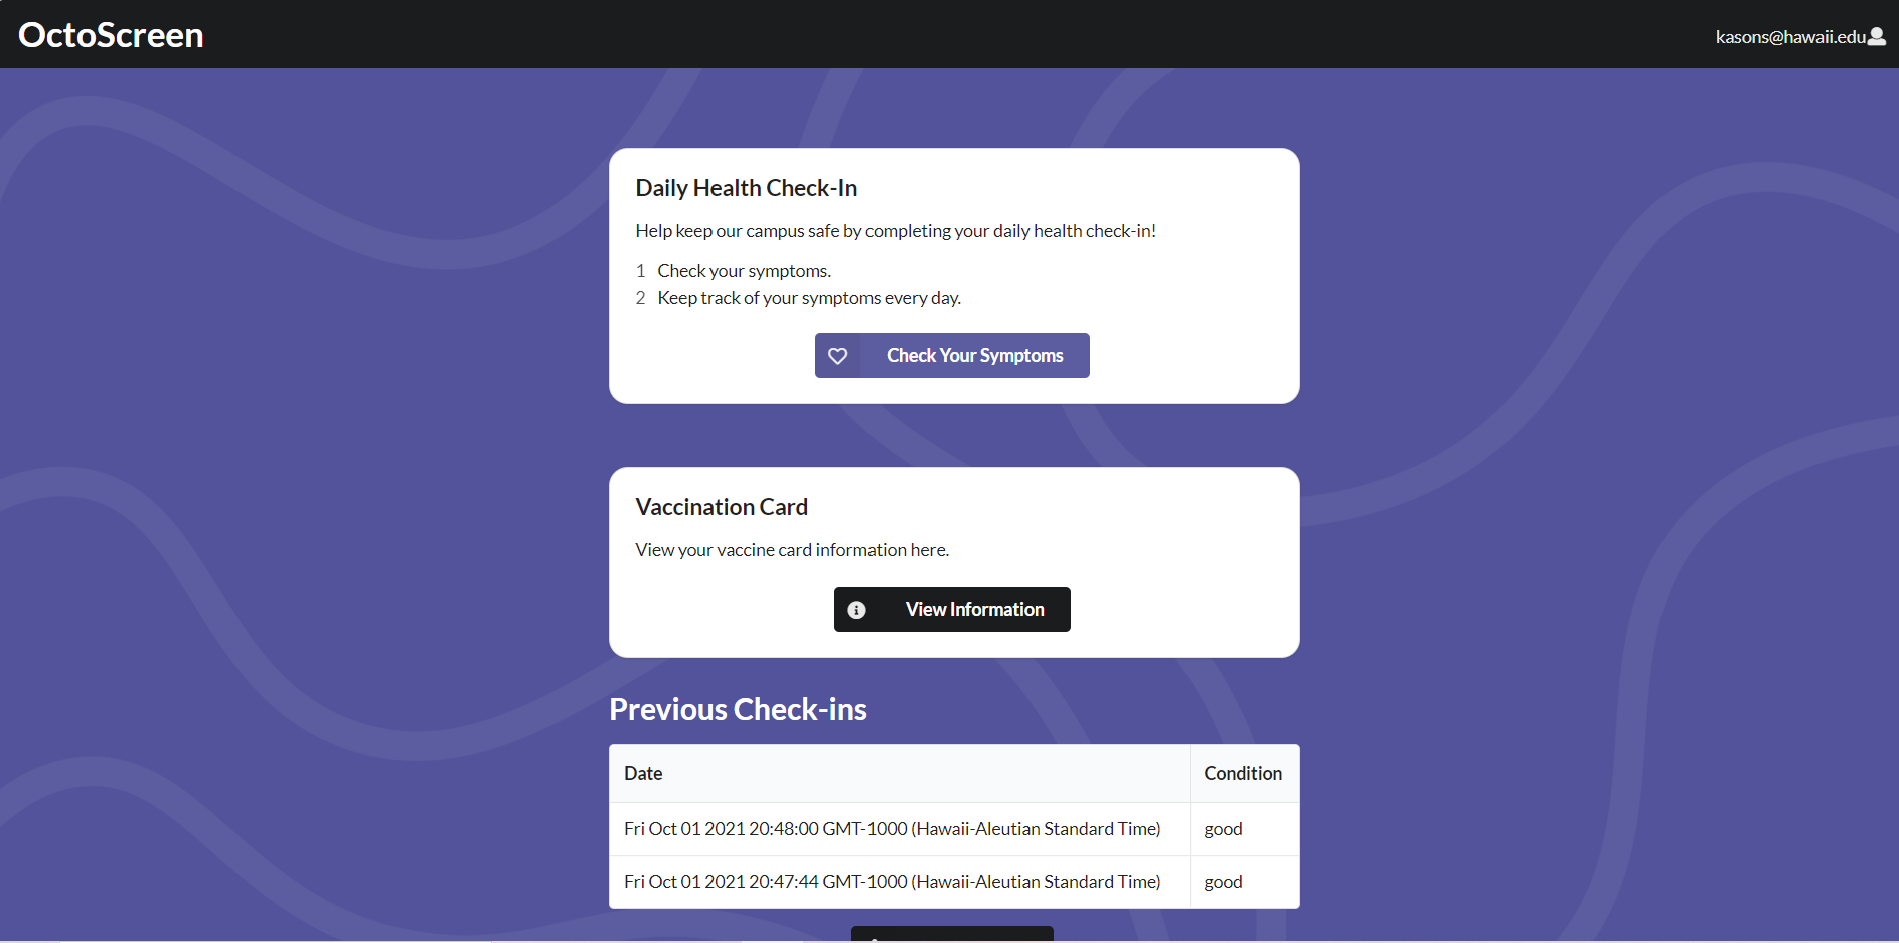 OctoScreen
kasons@hawaii.edu
Daily Health Check-In
Help keep our campus safe by completing your daily health check-in!
1 Check your symptoms.
2 Keep track of your symptoms every day.
Check Your Symptoms
Vaccination Card
View your vaccine card information here.
View Information
Previous Check-ins
Date Condition
Fri Oct 01 2021 20:48:00 GMT-1000 (Hawaii-Aleutian Standard Time) good
Fri Oct 01 2021 20:47:44 GMT-1000 (Hawaii-Aleutian Standard Time) good